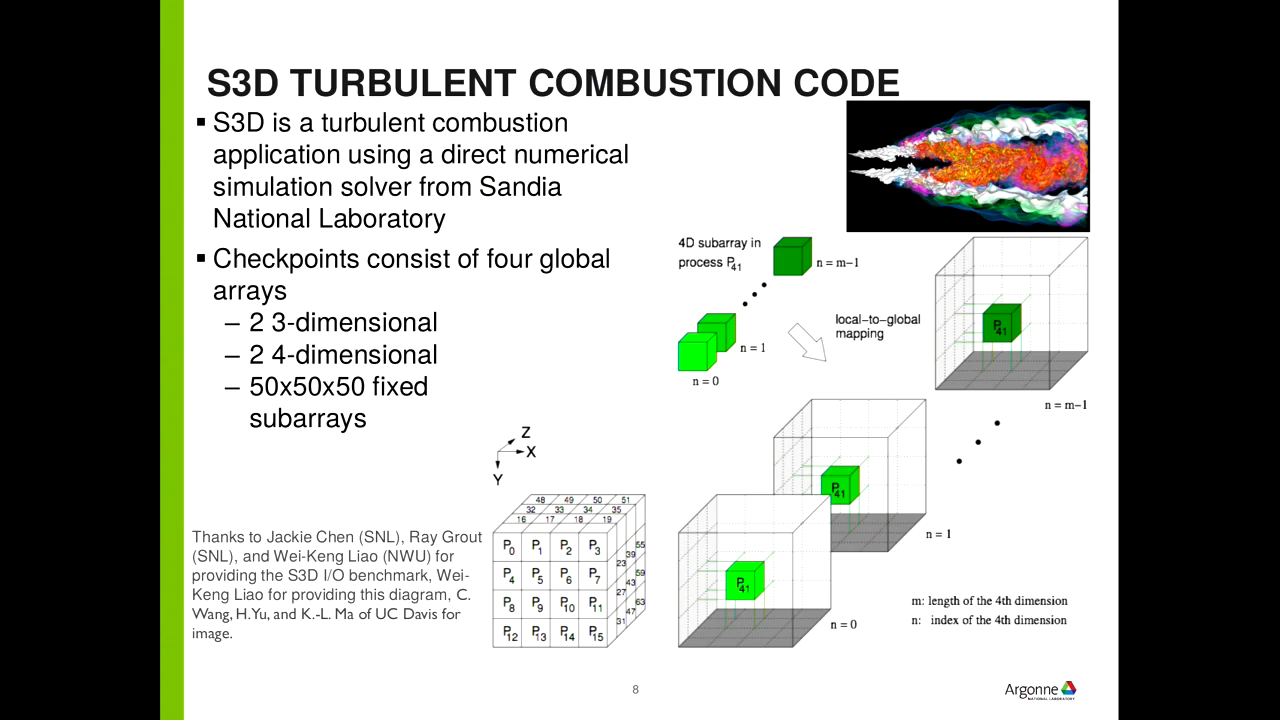 S3D TURBULENT COMBUSTION CODE
▪ S3D is a turbulent combustion
application using a direct numerical
simulation solver from Sandia
National Laboratory
▪ Checkpoints consist of four global
arrays
– 2 3-dimensional
– 2 4-dimensional
– 50x50x50 fixed
subarrays
4D subarray in
process P41
n = m−1
n = 1
n = 0
local−to−global
mapping
P41
n = m−1
P41
n = 1
P41
n = 0
m: length of the 4th dimension
n: index of the 4th dimension
Z
X
Y
48 49 50 51
32 33 34 35
16 17 18 19
P0 P1 P2 P3
P4 P5 P6 P7
P8 P9 P10 P11
P12 P13 P14 P15
23 39 55
27 43 59
31 47 63
Thanks to Jackie Chen (SNL), Ray Grout
(SNL), and Wei-Keng Liao (NWU) for
providing the S3D I/O benchmark, Wei-
Keng Liao for providing this diagram, C.
Wang, H.Yu, and K.-L. Ma of UC Davis for
image.
8
Argonne
NATIONAL LABORATORY